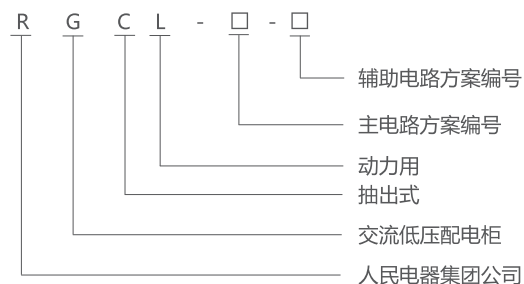 R G C L - □ - □
辅助电路方案编号
主电路方案编号
动力用
抽出式
交流低压配电柜
人民电器集团公司